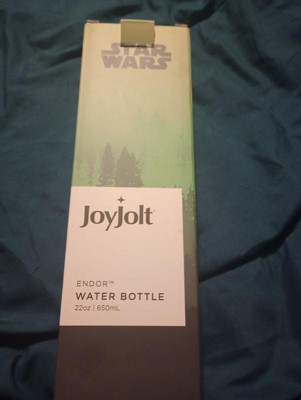 STAR
WARS
JoyJolt
ENDOR™
WATER BOTTLE
22oz | 650mL